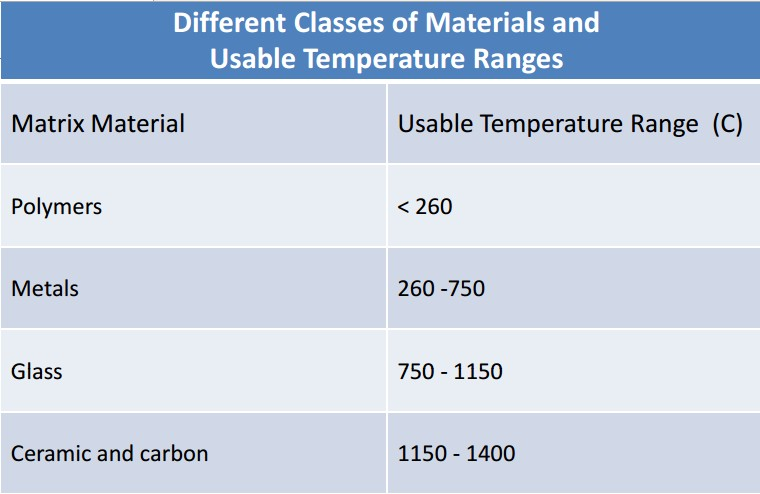 Different Classes of Materials and
Usable Temperature Ranges
Matrix Material Usable Temperature Range (C)
Polymers < 260
Metals 260 -750
Glass 750 - 1150
Ceramic and carbon 1150 - 1400